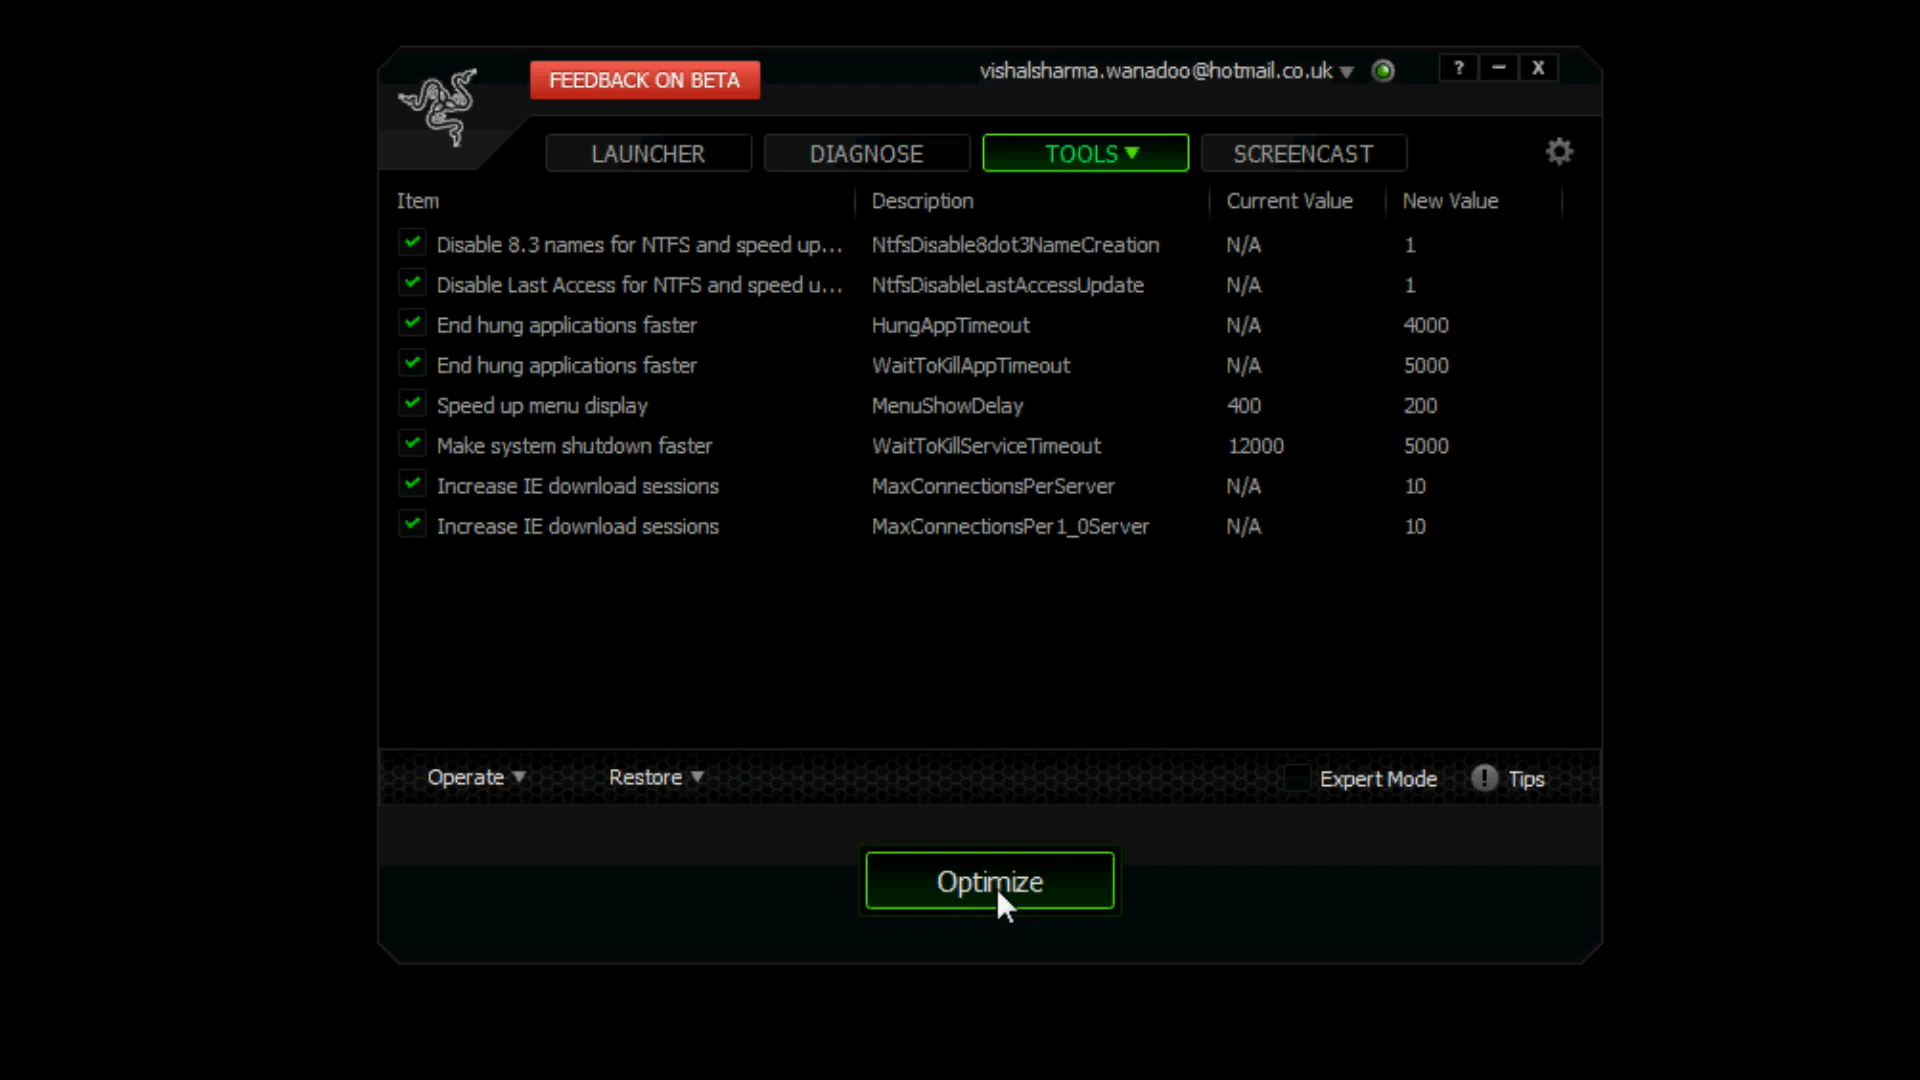 FEEDBACK ON BETA
vishalsharma.wanadoo@hotmail.co.uk
? – X
LAUNCHER DIAGNOSE TOOLS SCREENCAST
Item Description Current Value New Value
Disable 8.3 names for NTFS and speed up... NtfsDisable8dot3NameCreation N/A 1
Disable Last Access for NTFS and speed u... NtfsDisableLastAccessUpdate N/A 1
End hung applications faster HungAppTimeout N/A 4000
End hung applications faster WaitToKillAppTimeout N/A 5000
Speed up menu display MenuShowDelay 400 200
Make system shutdown faster WaitToKillServiceTimeout 12000 5000
Increase IE download sessions MaxConnectionsPerServer N/A 10
Increase IE download sessions MaxConnectionsPer1_0Server N/A 10
Operate Restore Expert Mode ! Tips
Optimize